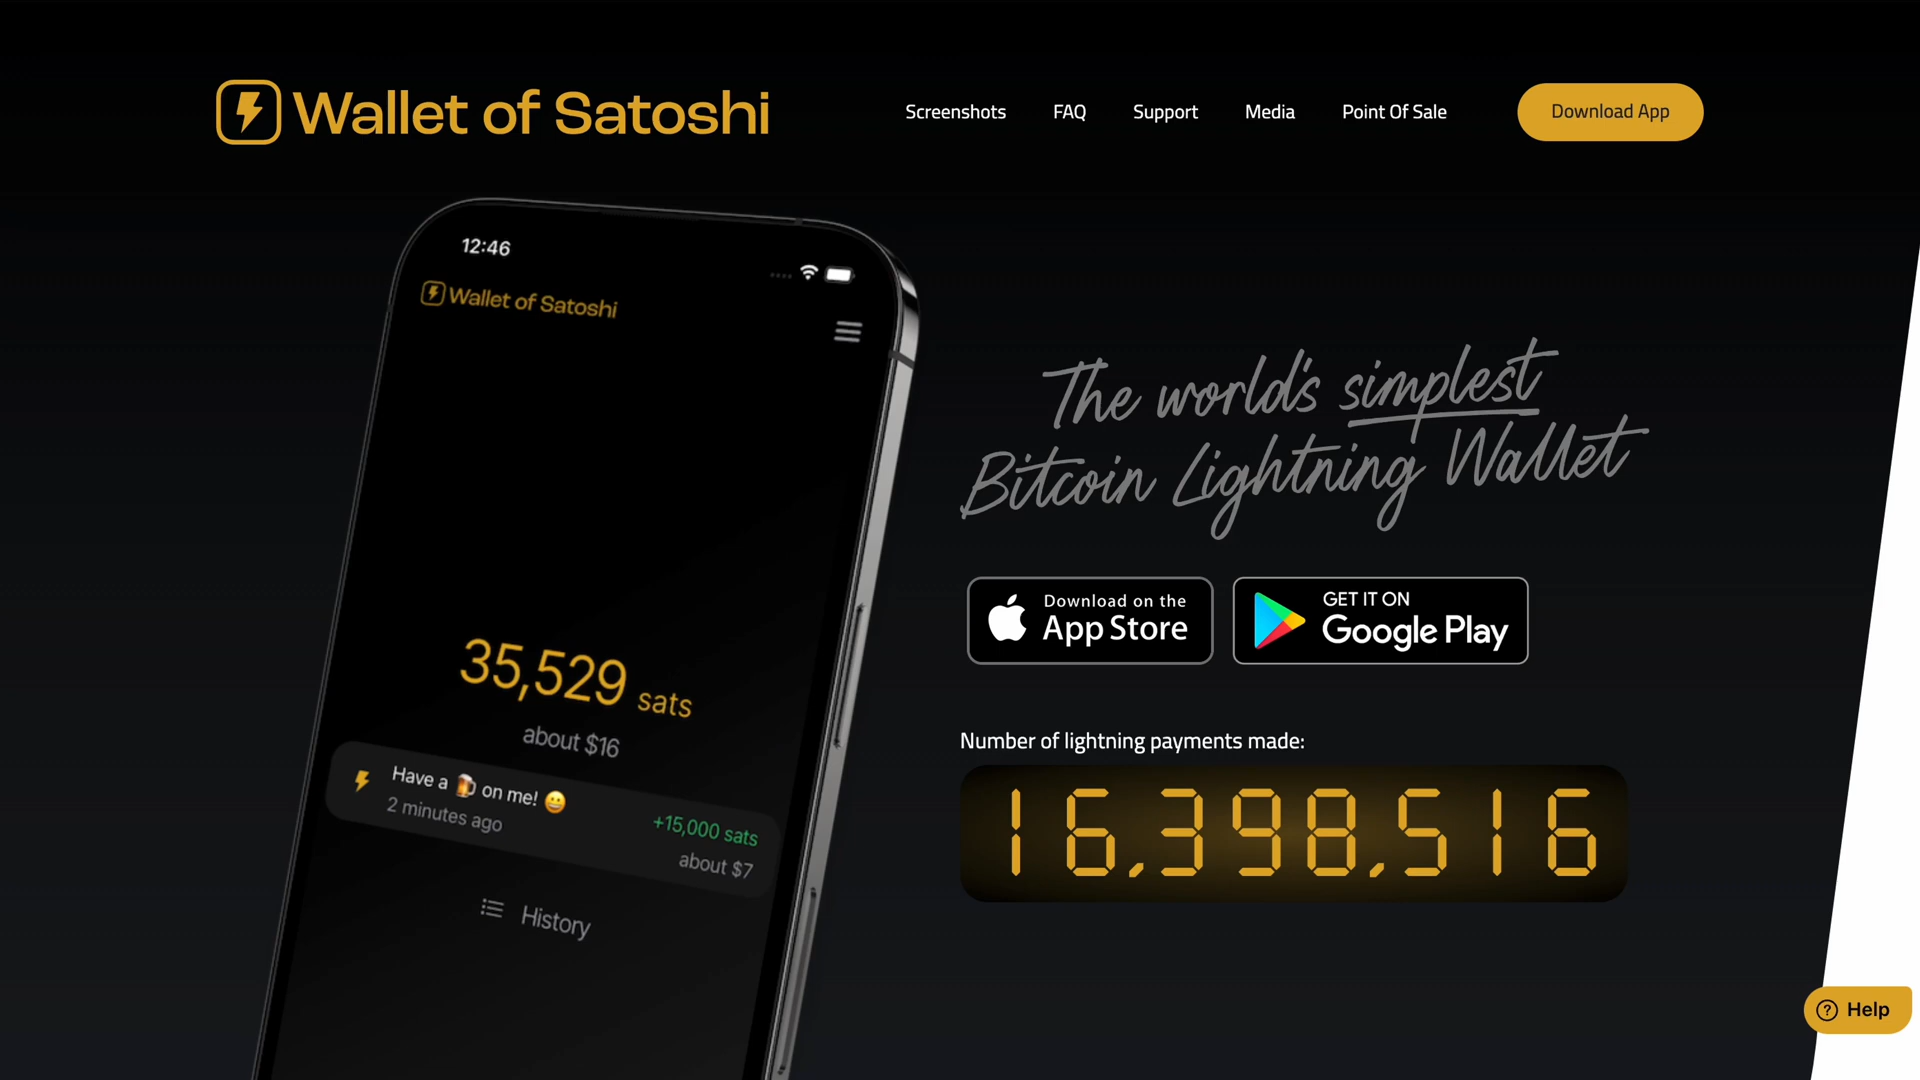 Wallet of Satoshi
Screenshots
FAQ
Support
Media
Point Of Sale
Download App
12:46
Wallet of Satoshi
35,529 sats
about $16
Have a 🍺 on me! 😀
2 minutes ago
+15,000 sats
about $7
History
The world's simplest
Bitcoin Lightning Wallet
Download on the
App Store
GET IT ON
Google Play
Number of lightning payments made:
16,398,516
Help